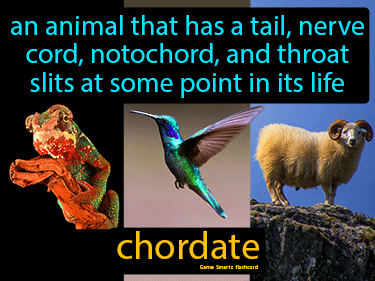 an animal that has a tail, nerve
cord, notochord, and throat
slits at some point in its life
chordate
Game Smartz flashcard